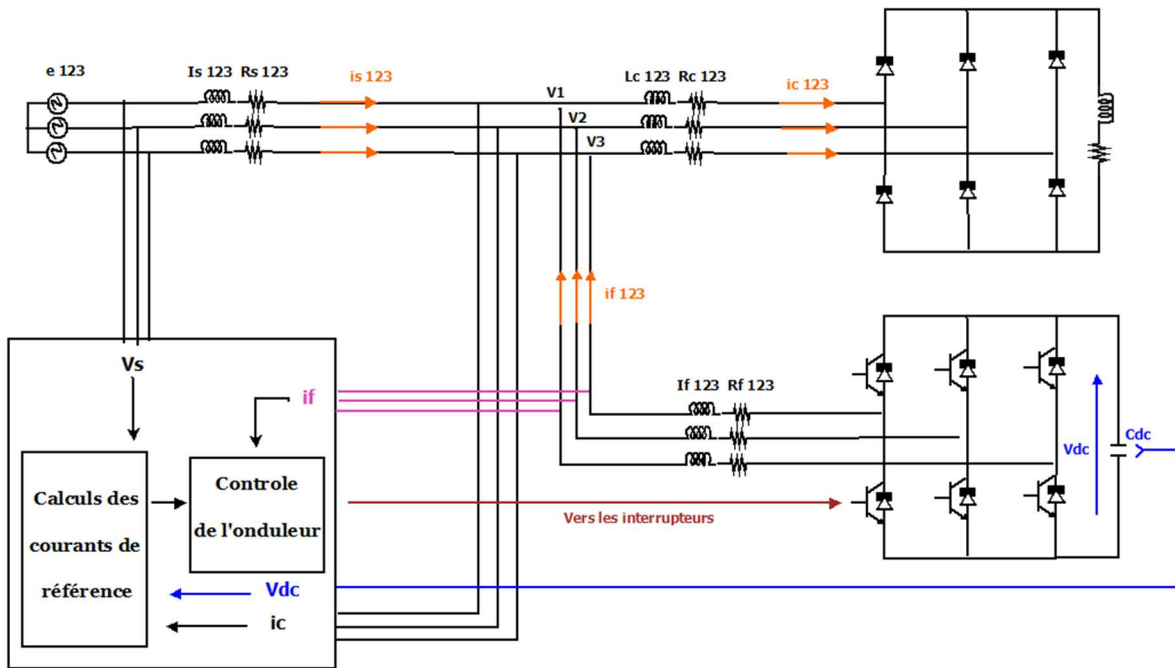 e 123
Is 123 Rs 123
is 123
V1
V2
V3
Lc 123 Rc 123
ic 123
if 123
Vs
if
If 123 Rf 123
Vdc
Cdc
Calculs des
courants de
référence
Controle
de l'onduleur
Vers les interrupteurs
Vdc
ic